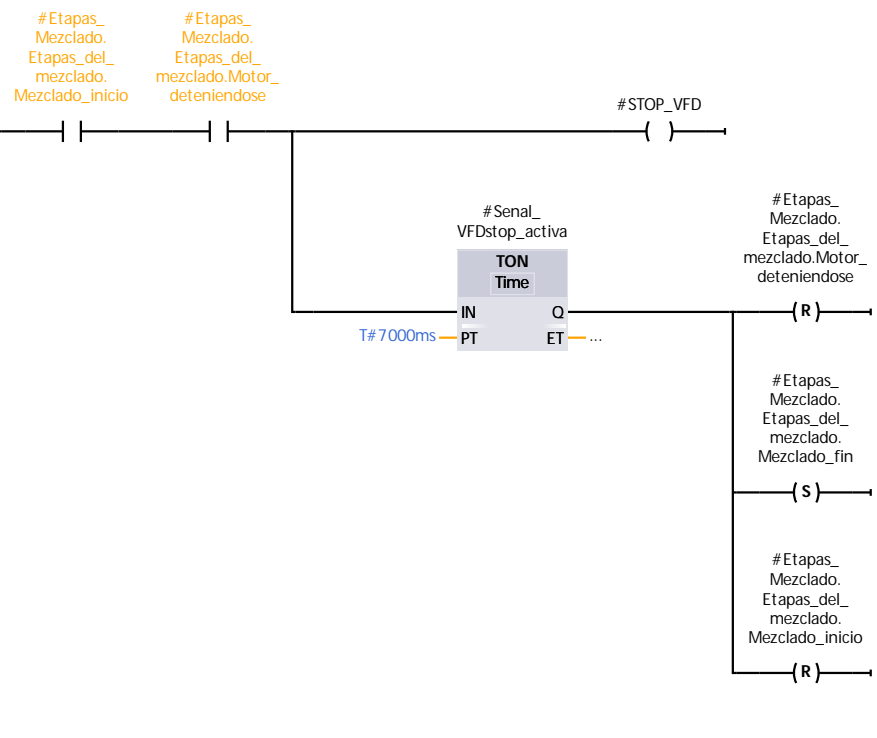 #Etapas_
Mezclado.
Etapas_del_
mezclado.
Mezclado_inicio
#Etapas_
Mezclado.
Etapas_del_
mezclado.Motor_
deteniendose
#STOP_VFD
#Senal_
VFDstop_activa
TON
Time
IN
Q
T#7000ms
PT
ET
...
#Etapas_
Mezclado.
Etapas_del_
mezclado.Motor_
deteniendose
R
#Etapas_
Mezclado.
Etapas_del_
mezclado.
Mezclado_fin
S
#Etapas_
Mezclado.
Etapas_del_
mezclado.
Mezclado_inicio
R